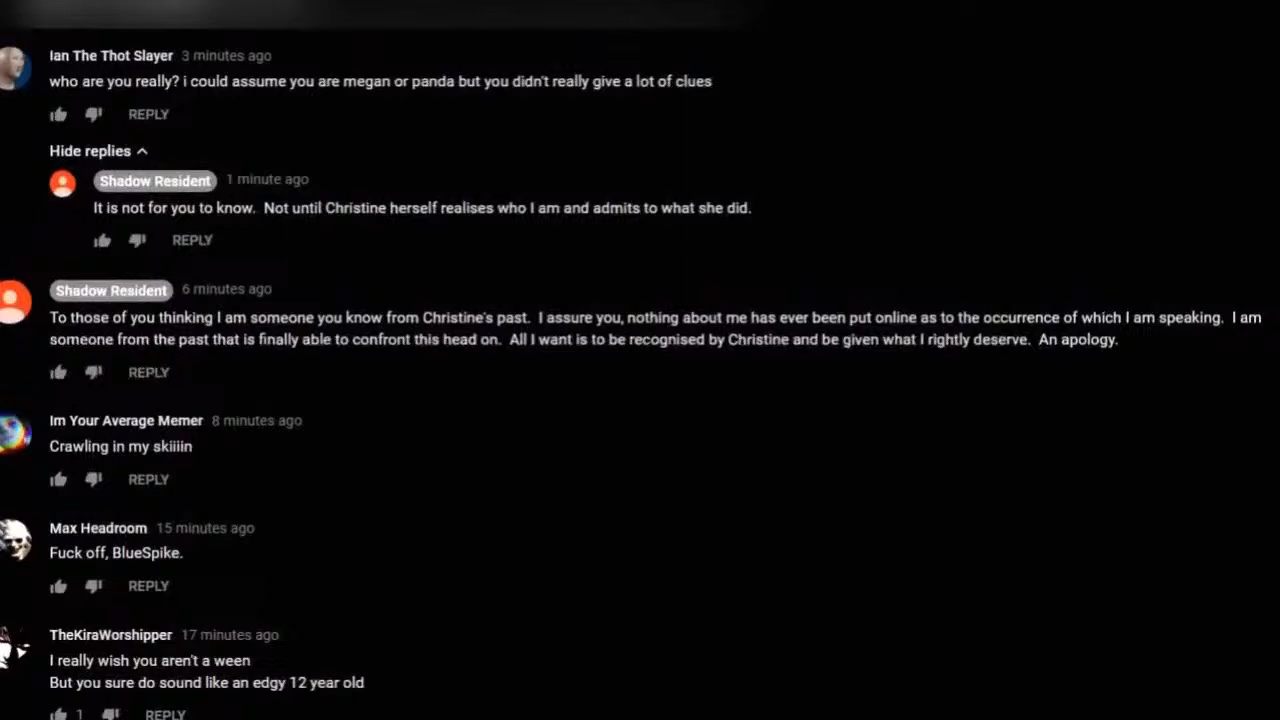 Ian The Thot Slayer 3 minutes ago
who are you really? i could assume you are megan or panda but you didn't really give a lot of clues
REPLY
Hide replies
Shadow Resident 1 minute ago
It is not for you to know. Not until Christine herself realises who I am and admits to what she did.
REPLY
Shadow Resident 6 minutes ago
To those of you thinking I am someone you know from Christine's past. I assure you, nothing about me has ever been put online as to the occurrence of which I am speaking. I am
someone from the past that is finally able to confront this head on. All I want is to be recognised by Christine and be given what I rightly deserve. An apology.
REPLY
Im Your Average Memer 8 minutes ago
Crawling in my skiiiin
REPLY
Max Headroom 15 minutes ago
Fuck off, BlueSpike.
REPLY
TheKiraWorshipper 17 minutes ago
I really wish you aren't a ween
But you sure do sound like an edgy 12 year old
1 REPLY